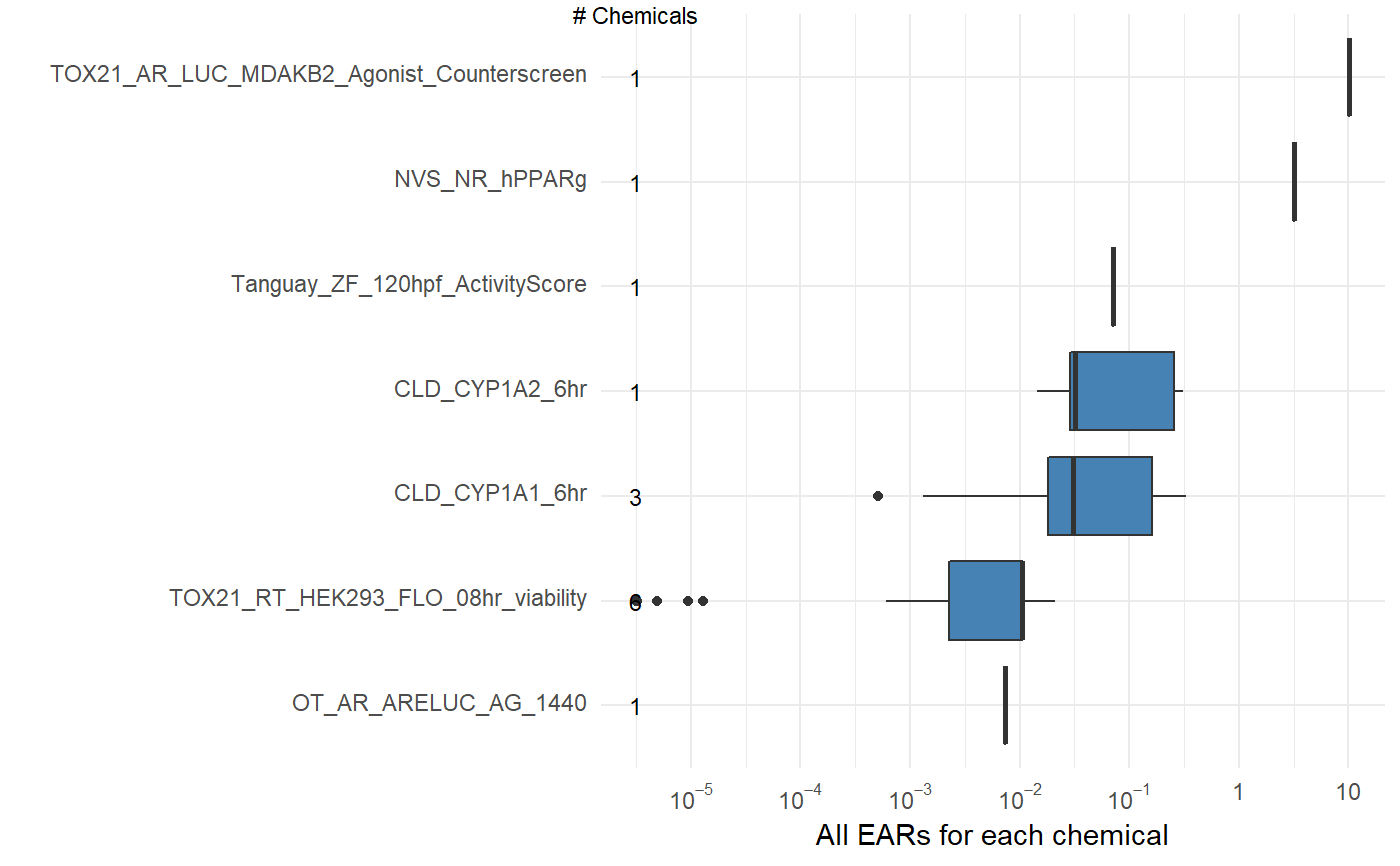 # Chemicals
TOX21_AR_LUC_MDAKB2_Agonist_Counterscreen 1
NVS_NR_hPPARg 1
Tanguay_ZF_120hpf_ActivityScore 1
CLD_CYP1A2_6hr 1
CLD_CYP1A1_6hr 3
TOX21_RT_HEK293_FLO_08hr_viability 6
OT_AR_ARELUC_AG_1440 1
10⁻⁵ 10⁻⁴ 10⁻³ 10⁻² 10⁻¹ 1 10
All EARs for each chemical